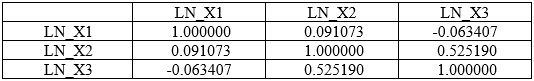 LN_X1 LN_X2 LN_X3
LN_X1 1.000000 0.091073 -0.063407
LN_X2 0.091073 1.000000 0.525190
LN_X3 -0.063407 0.525190 1.000000